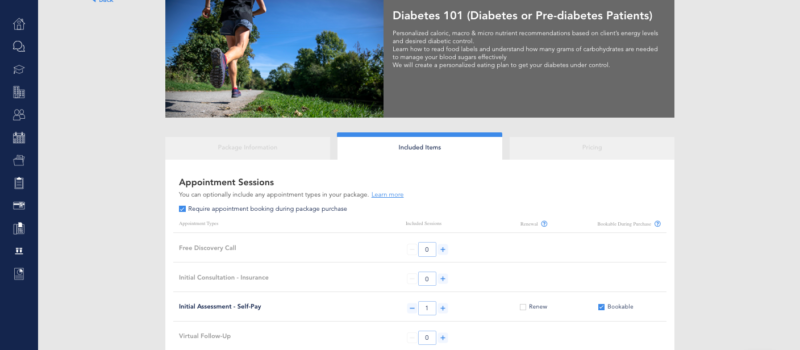 Back
Diabetes 101 (Diabetes or Pre-diabetes Patients)
Personalized caloric, macro & micro nutrient recommendations based on client's energy levels
and desired diabetic control.
Learn how to read food labels and understand how many grams of carbohydrates are needed
to manage your blood sugars effectively
We will create a personalized eating plan to get your diabetes under control.
Package Information
Included Items
Pricing
Appointment Sessions
You can optionally include any appointment types in your package. Learn more
Require appointment booking during package purchase
Appointment Types Included Sessions Renewal ? Bookable During Purchase ?
Free Discovery Call - 0 +
Initial Consultation - Insurance - 0 +
Initial Assessment - Self-Pay - 1 + Renew Bookable
Virtual Follow-Up - 0 +